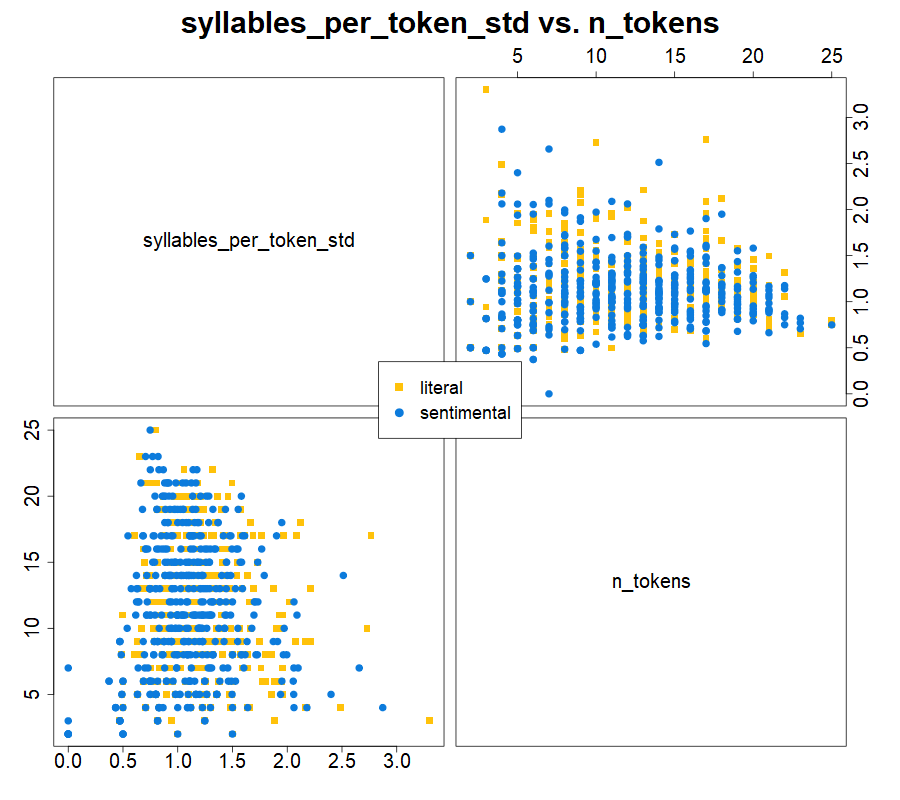 syllables_per_token_std vs. n_tokens
5 10 15 20 25
syllables_per_token_std
0.0 0.5 1.0 1.5 2.0 2.5 3.0
literal
sentimental
5 10 15 20 25
n_tokens
0.0 0.5 1.0 1.5 2.0 2.5 3.0